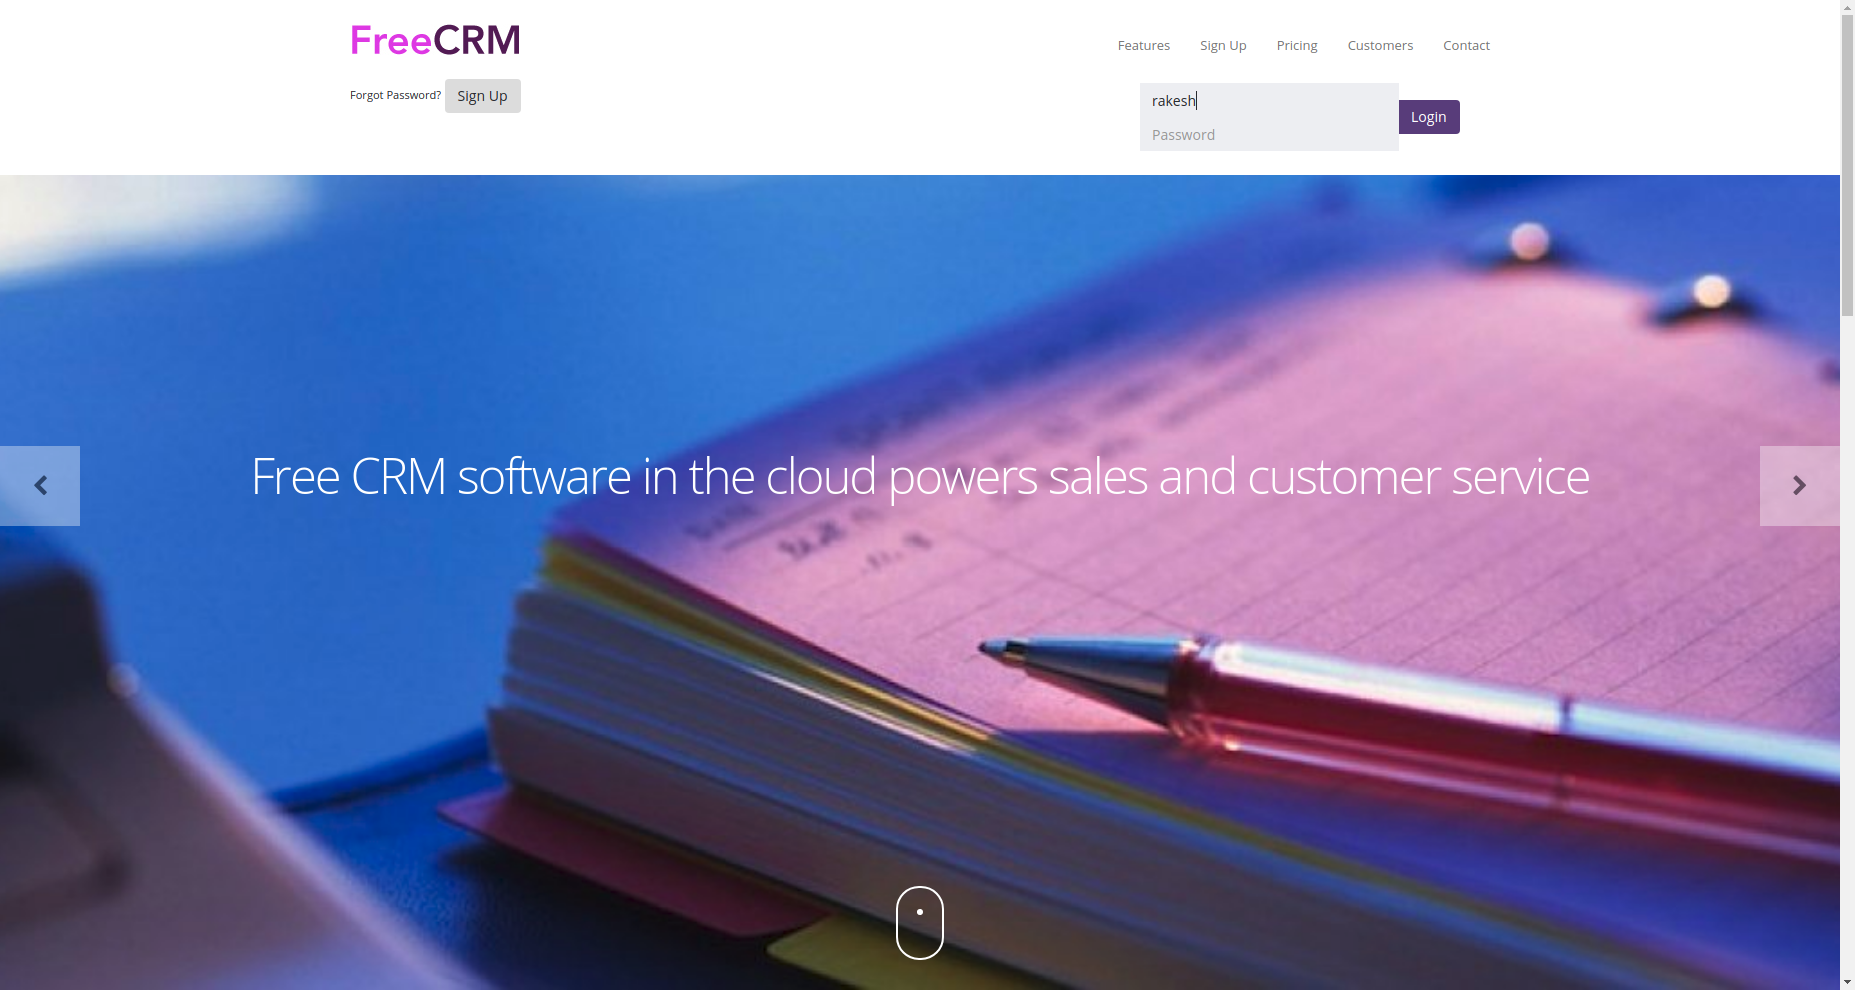 FreeCRM
Features Sign Up Pricing Customers Contact
Forgot Password? Sign Up
rakesh
Password
Login
Free CRM software in the cloud powers sales and customer service